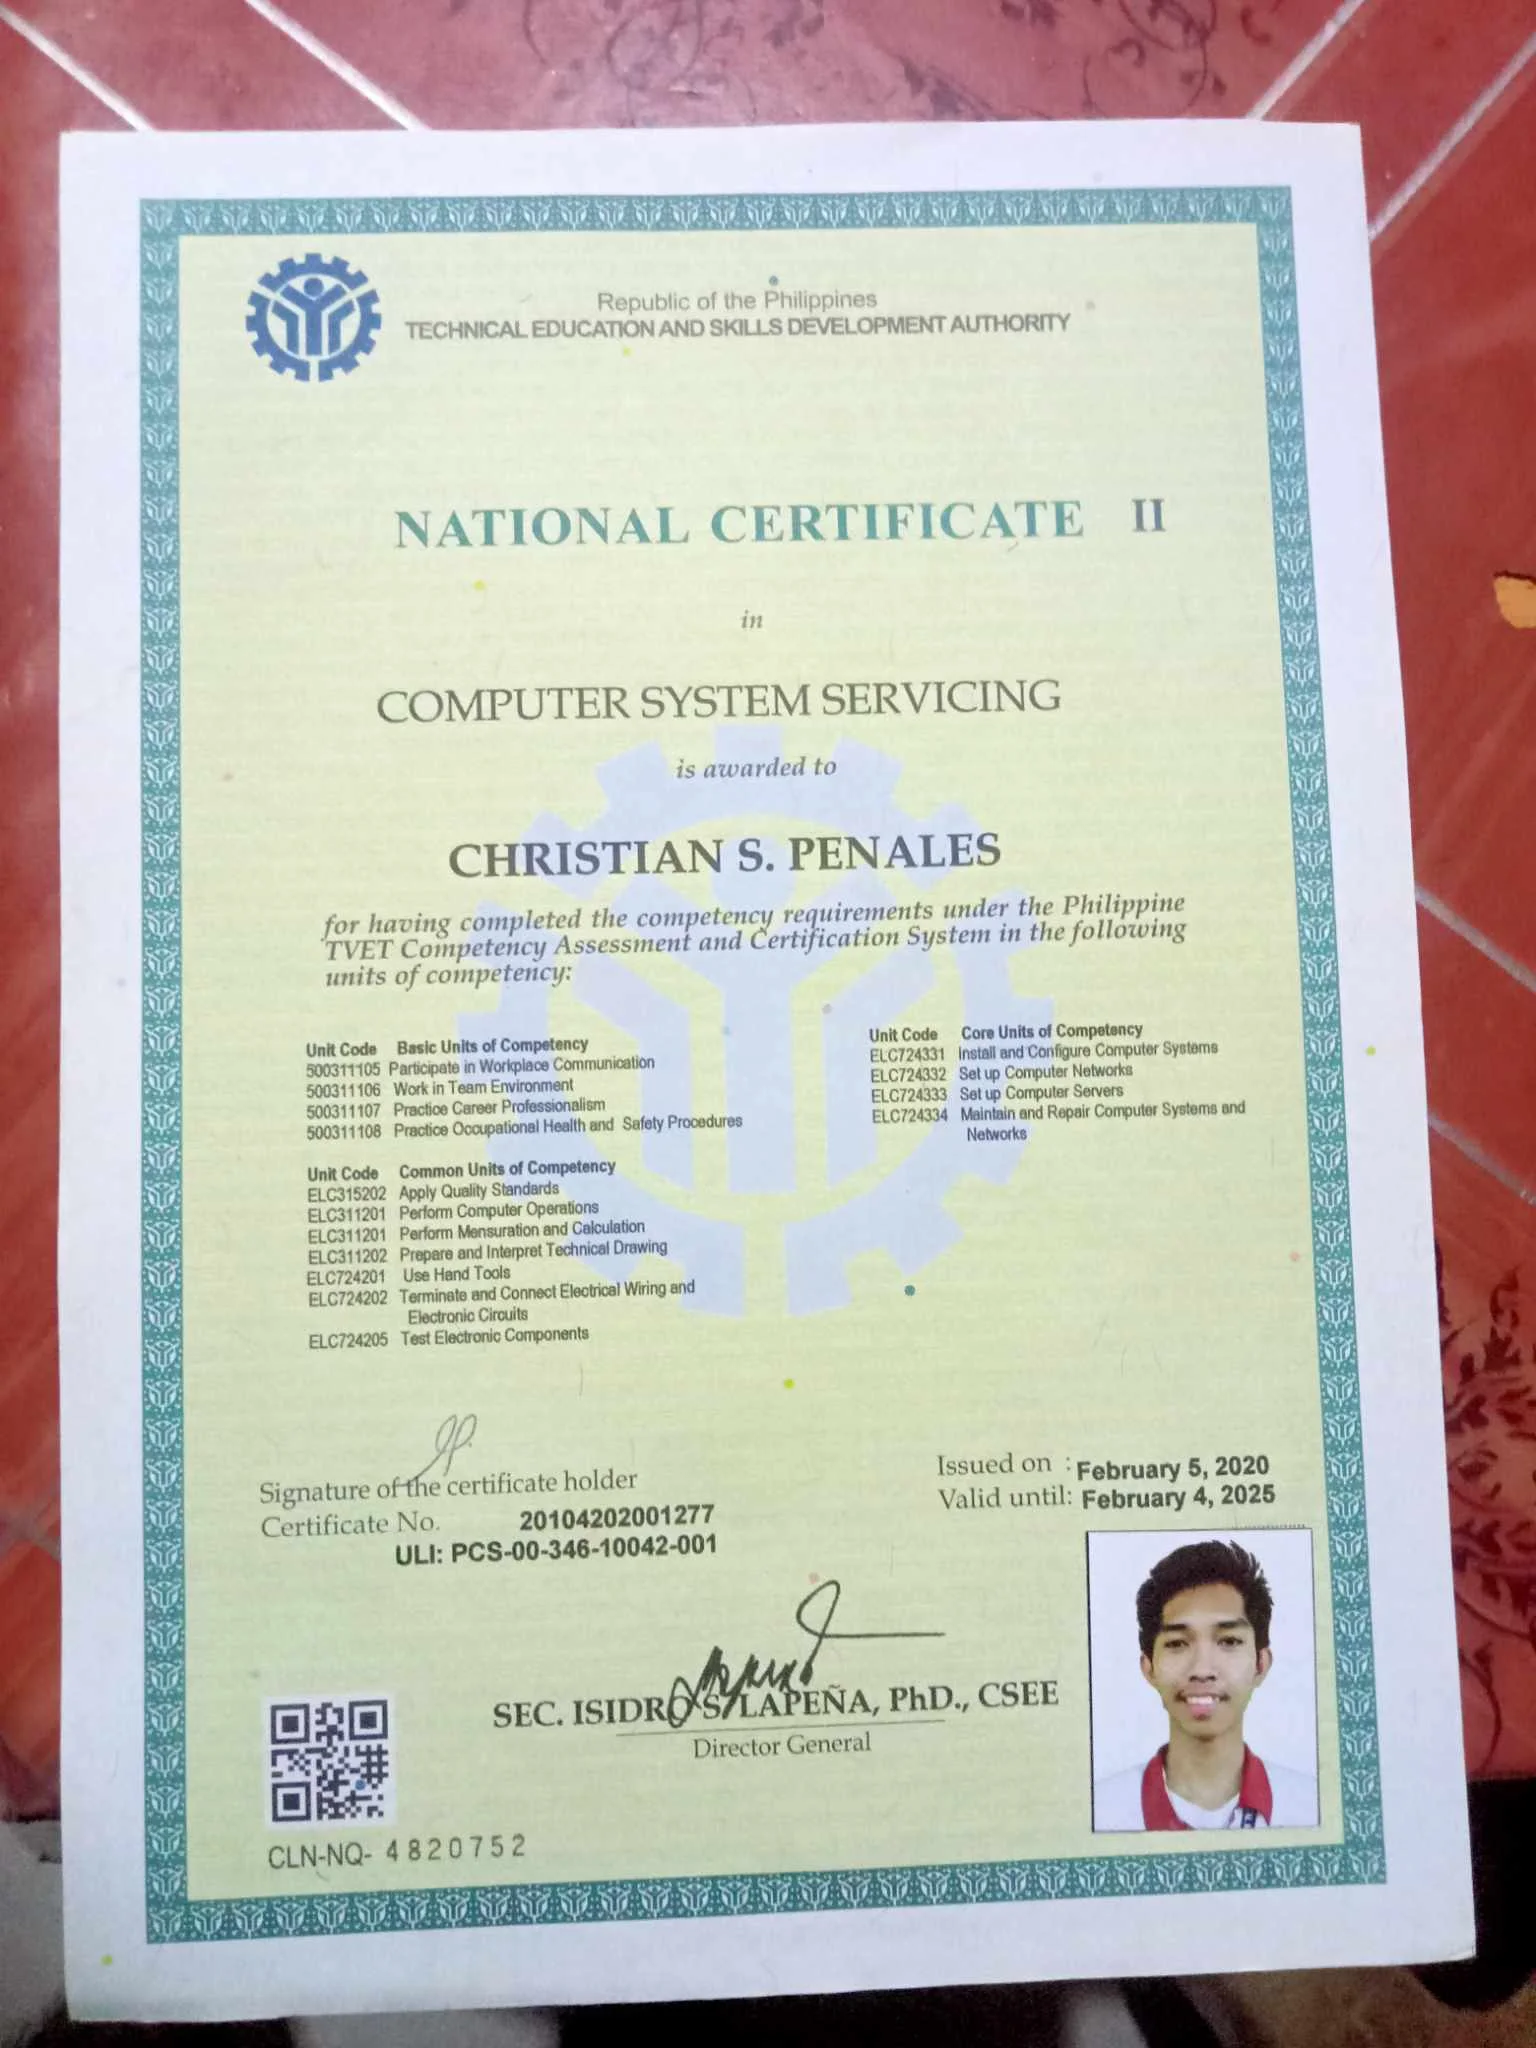 Republic of the Philippines
TECHNICAL EDUCATION AND SKILLS DEVELOPMENT AUTHORITY
NATIONAL CERTIFICATE II
in
COMPUTER SYSTEM SERVICING
is awarded to
CHRISTIAN S. PENALES
for having completed the competency requirements under the Philippine
TVET Competency Assessment and Certification System in the following
units of competency:
Unit Code Basic Units of Competency
500311105 Participate in Workplace Communication
500311106 Work in Team Environment
500311107 Practice Career Professionalism
500311108 Practice Occupational Health and Safety Procedures
Unit Code Common Units of Competency
ELC315202 Apply Quality Standards
ELC311201 Perform Computer Operations
ELC311201 Perform Mensuration and Calculation
ELC311202 Prepare and Interpret Technical Drawing
ELC724201 Use Hand Tools
ELC724202 Terminate and Connect Electrical Wiring and
Electronic Circuits
ELC724205 Test Electronic Components
Unit Code Core Units of Competency
ELC724331 Install and Configure Computer Systems
ELC724332 Set up Computer Networks
ELC724333 Set up Computer Servers
ELC724334 Maintain and Repair Computer Systems and
Networks
Signature of the certificate holder
Certificate No. 20104202001277
ULI: PCS-00-346-10042-001
Issued on : February 5, 2020
Valid until: February 4, 2025
SEC. ISIDRO S. LAPEÑA, PhD., CSEE
Director General
CLN-NQ- 4820752